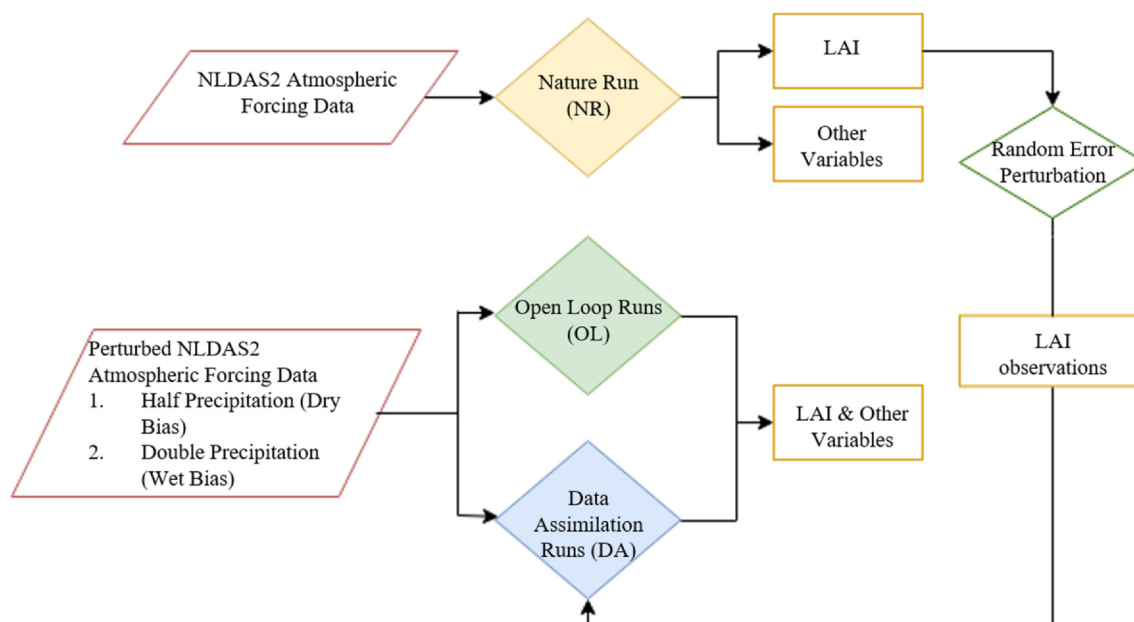 NLDAS2 Atmospheric
Forcing Data
Nature Run
(NR)
LAI
Other
Variables
Random Error
Perturbation
LAI
observations
Perturbed NLDAS2
Atmospheric Forcing Data
1. Half Precipitation (Dry
Bias)
2. Double Precipitation
(Wet Bias)
Open Loop Runs
(OL)
Data
Assimilation
Runs (DA)
LAI & Other
Variables